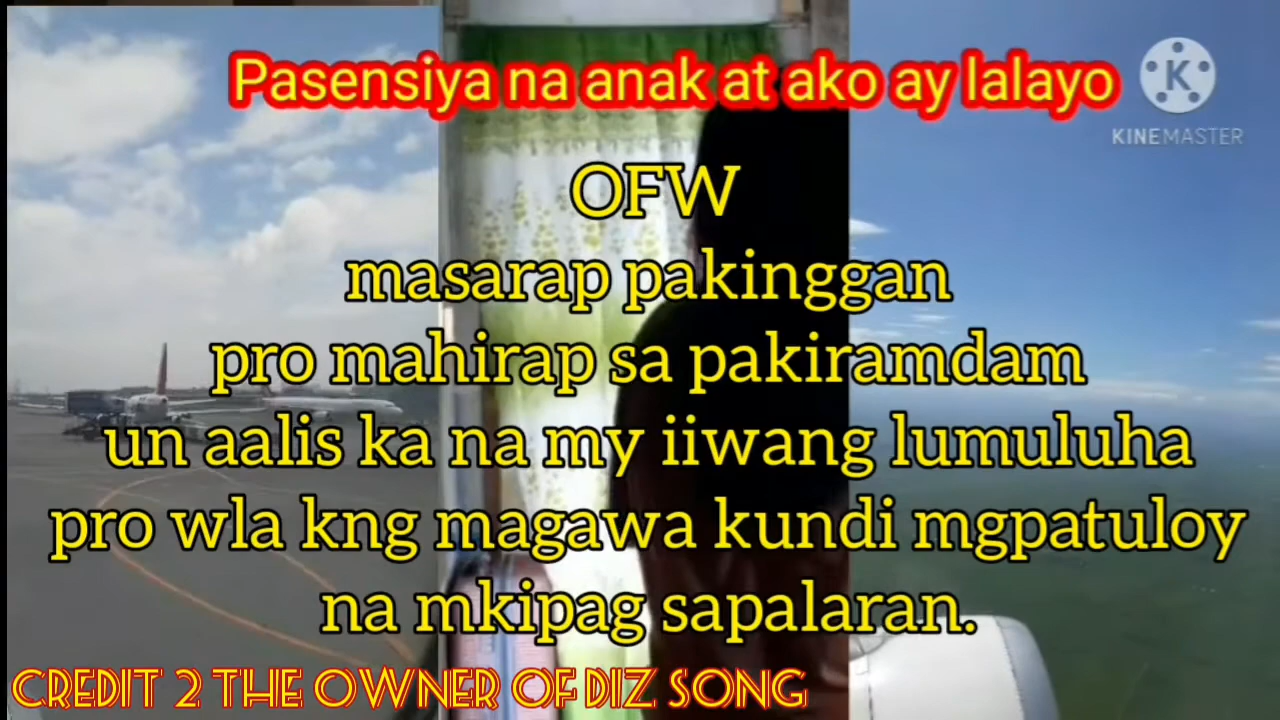 Pasensiya na anak at ako ay lalayo
K
KINEMASTER
OFW
masarap pakinggan
pro mahirap sa pakiramdam
un aalis ka na my iiwang lumuluha
pro wla kng magawa kundi mgpatuloy
na mkipag sapalaran.
CREDIT 2 THE OWNER OF DIZ SONG